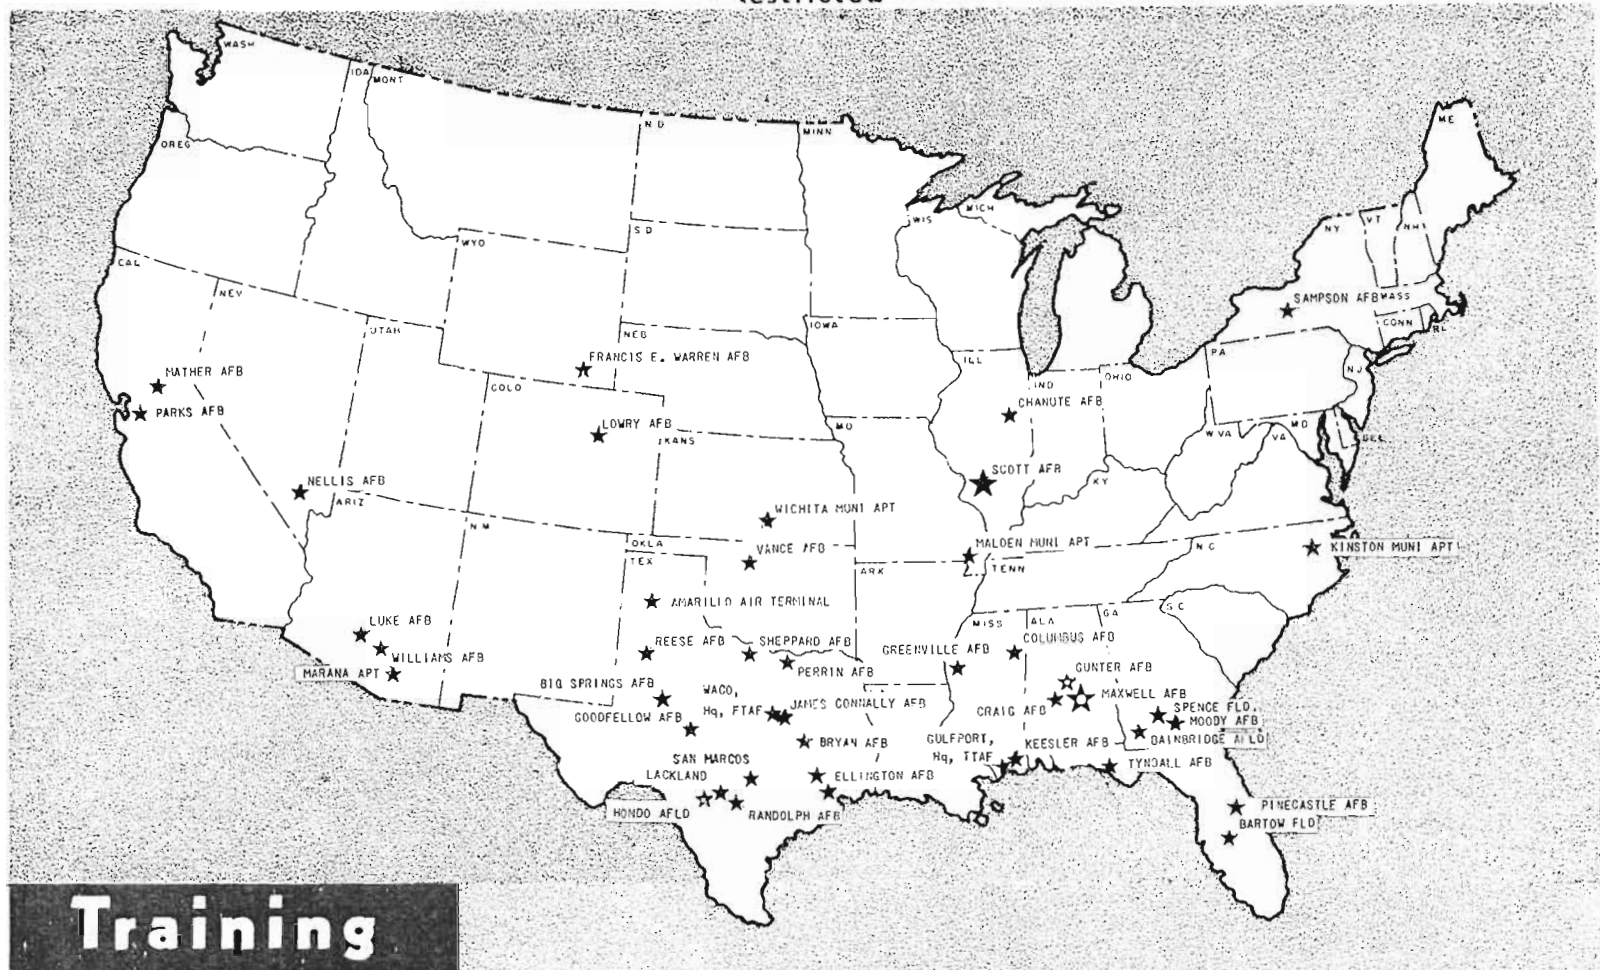 WASH
IDA
MONT
N D
MINN
ME
OREG
WIS
MICH
VT
NY
NH
S D
WYO
CAL
NEV
SAMPSON AFB
MASS
UTAH
NEB
IOWA
CONN
R.I.
FRANCIS E. WARREN AFB
ILL
PA
MATHER AFB
COLO
IND
OHIO
NJ
PARKS AFB
CHANUTE AFB
LOWRY AFB
KANS
MO
W VA
VA
MD
DEL
NELLIS AFB
SCOTT AFB
ARIZ
KY
WICHITA MUNI APT
N M
OKLA
VANCE AFB
MALDEN MUNI APT
N C
KINSTON MUNI APT
TEX
ARK
TENN
AMARILLO AIR TERMINAL
S C
GA
LUKE AFB
MISS
ALA
COLUMBUS AFB
REESE AFB
SHEPPARD AFB
GREENVILLE AFB
WILLIAMS AFB
MARANA APT
PERRIN AFB
GUNTER AFB
BIG SPRINGS AFB
WACO,
Hq, FTAF
JAMES CONNALLY AFB
MAXWELL AFB
CRAIG AFB
GOODFELLOW AFB
SPENCE FLD.
MOODY AFB
BAINBRIDGE AFLD
BRYAN AFB
GULFPORT,
Hq, TTAF
KEESLER AFB
TYNDALL AFB
SAN MARCOS
LACKLAND
ELLINGTON AFB
HONDO AFLD
RANDOLPH AFB
PINECASTLE AFB
BARTOW FLD
Training